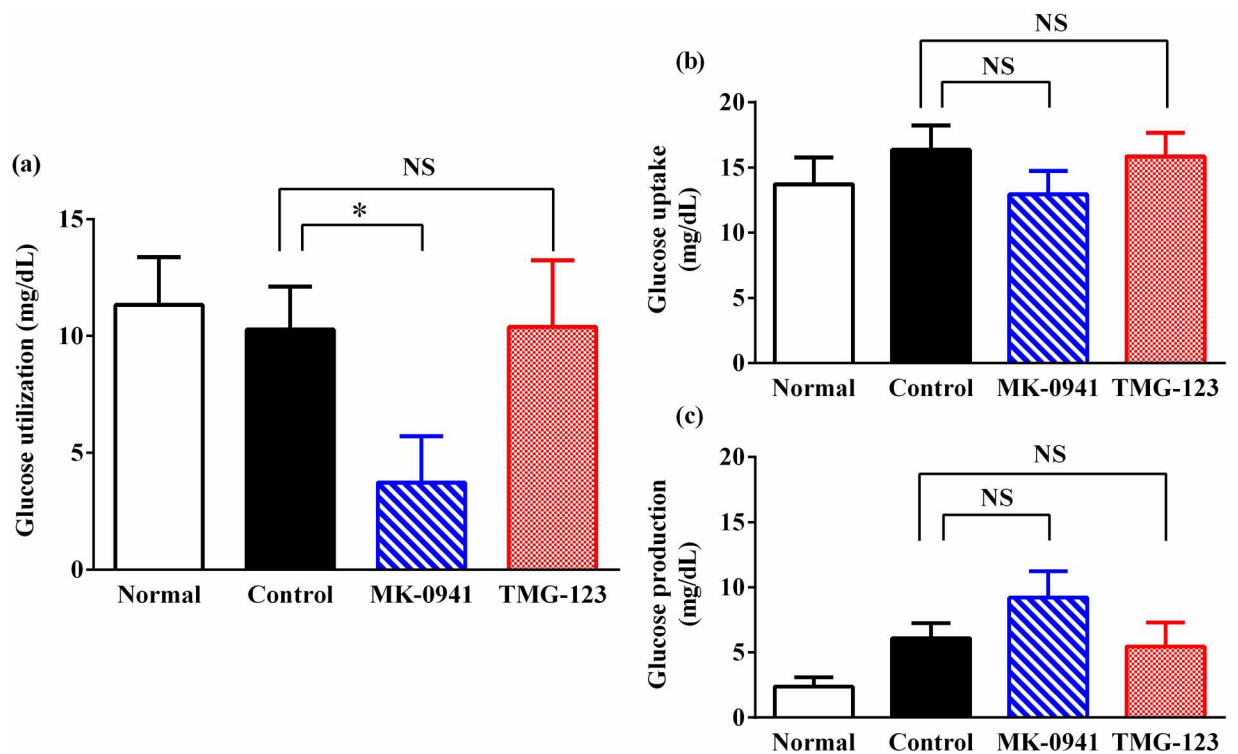 (a)
NS
*
Glucose utilization (mg/dL)
15
10
5
0
Normal Control MK-0941 TMG-123
(b)
NS
NS
Glucose uptake
(mg/dL)
20
15
10
5
0
Normal Control MK-0941 TMG-123
(c)
NS
NS
Glucose production
(mg/dL)
20
15
10
5
0
Normal Control MK-0941 TMG-123